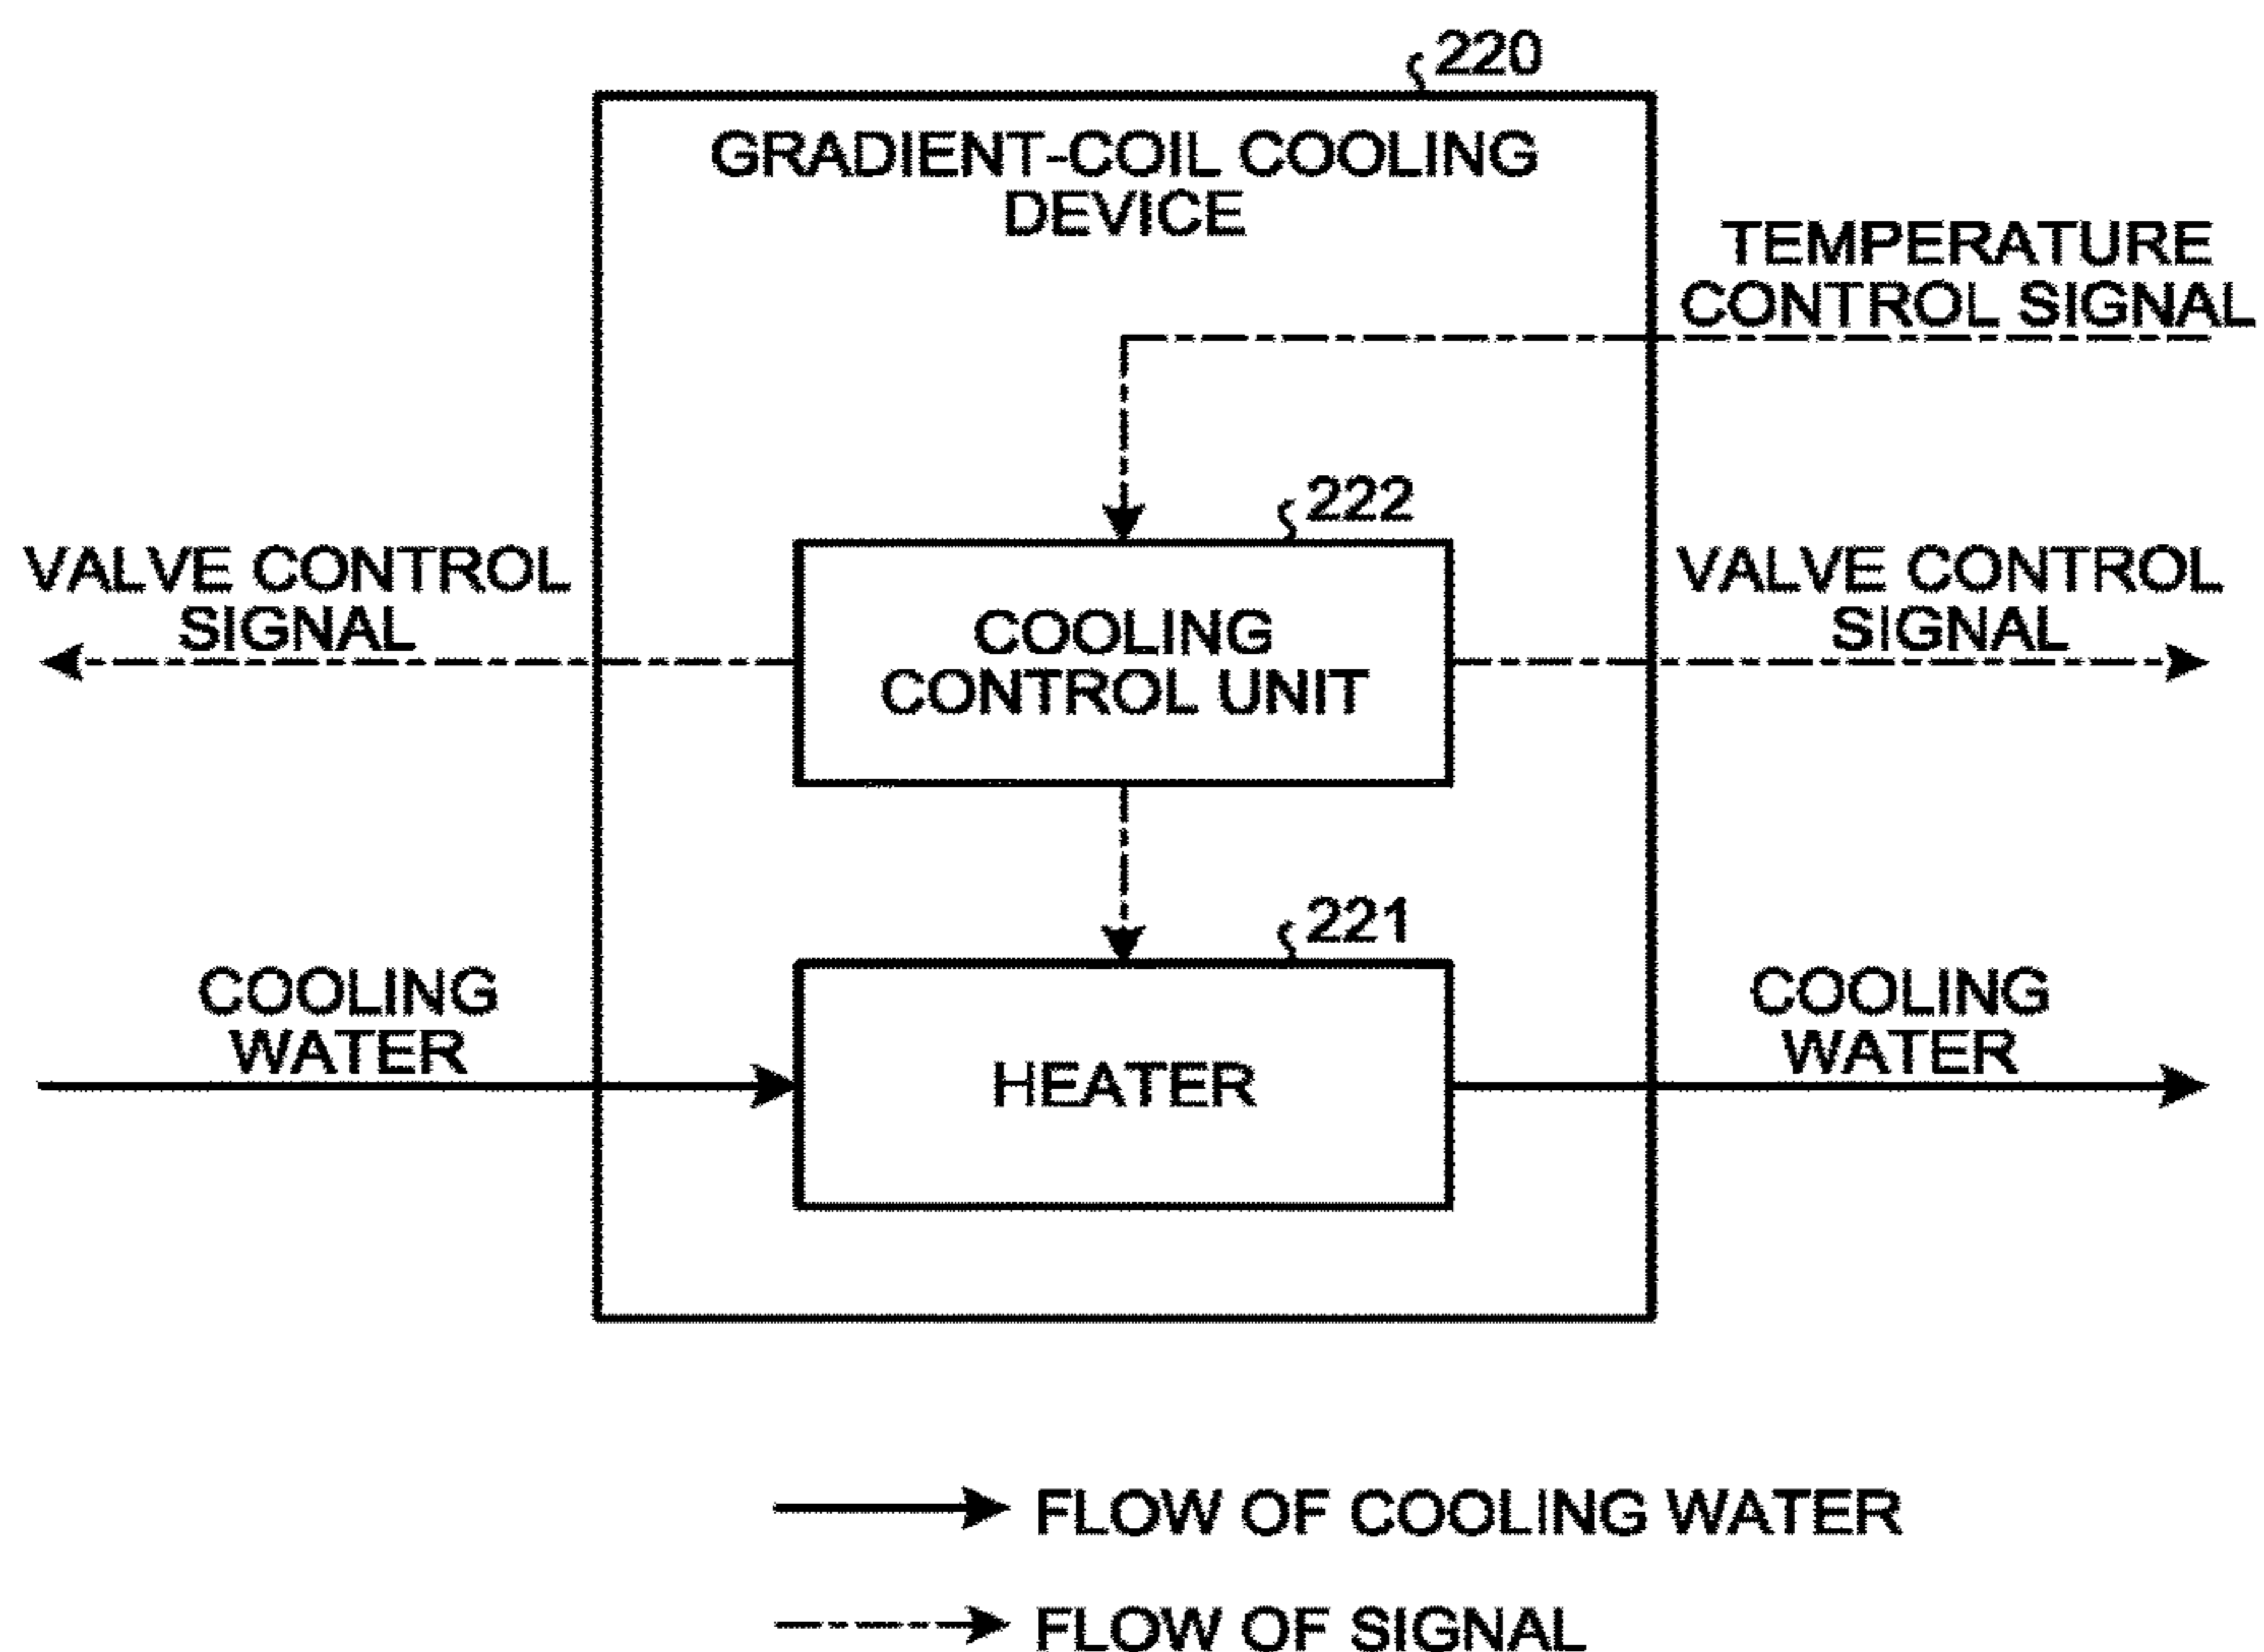 220
GRADIENT-COIL COOLING
DEVICE
TEMPERATURE
CONTROL SIGNAL
222
VALVE CONTROL
SIGNAL
COOLING
CONTROL UNIT
VALVE CONTROL
SIGNAL
221
COOLING
WATER
HEATER
COOLING
WATER
FLOW OF COOLING WATER
FLOW OF SIGNAL